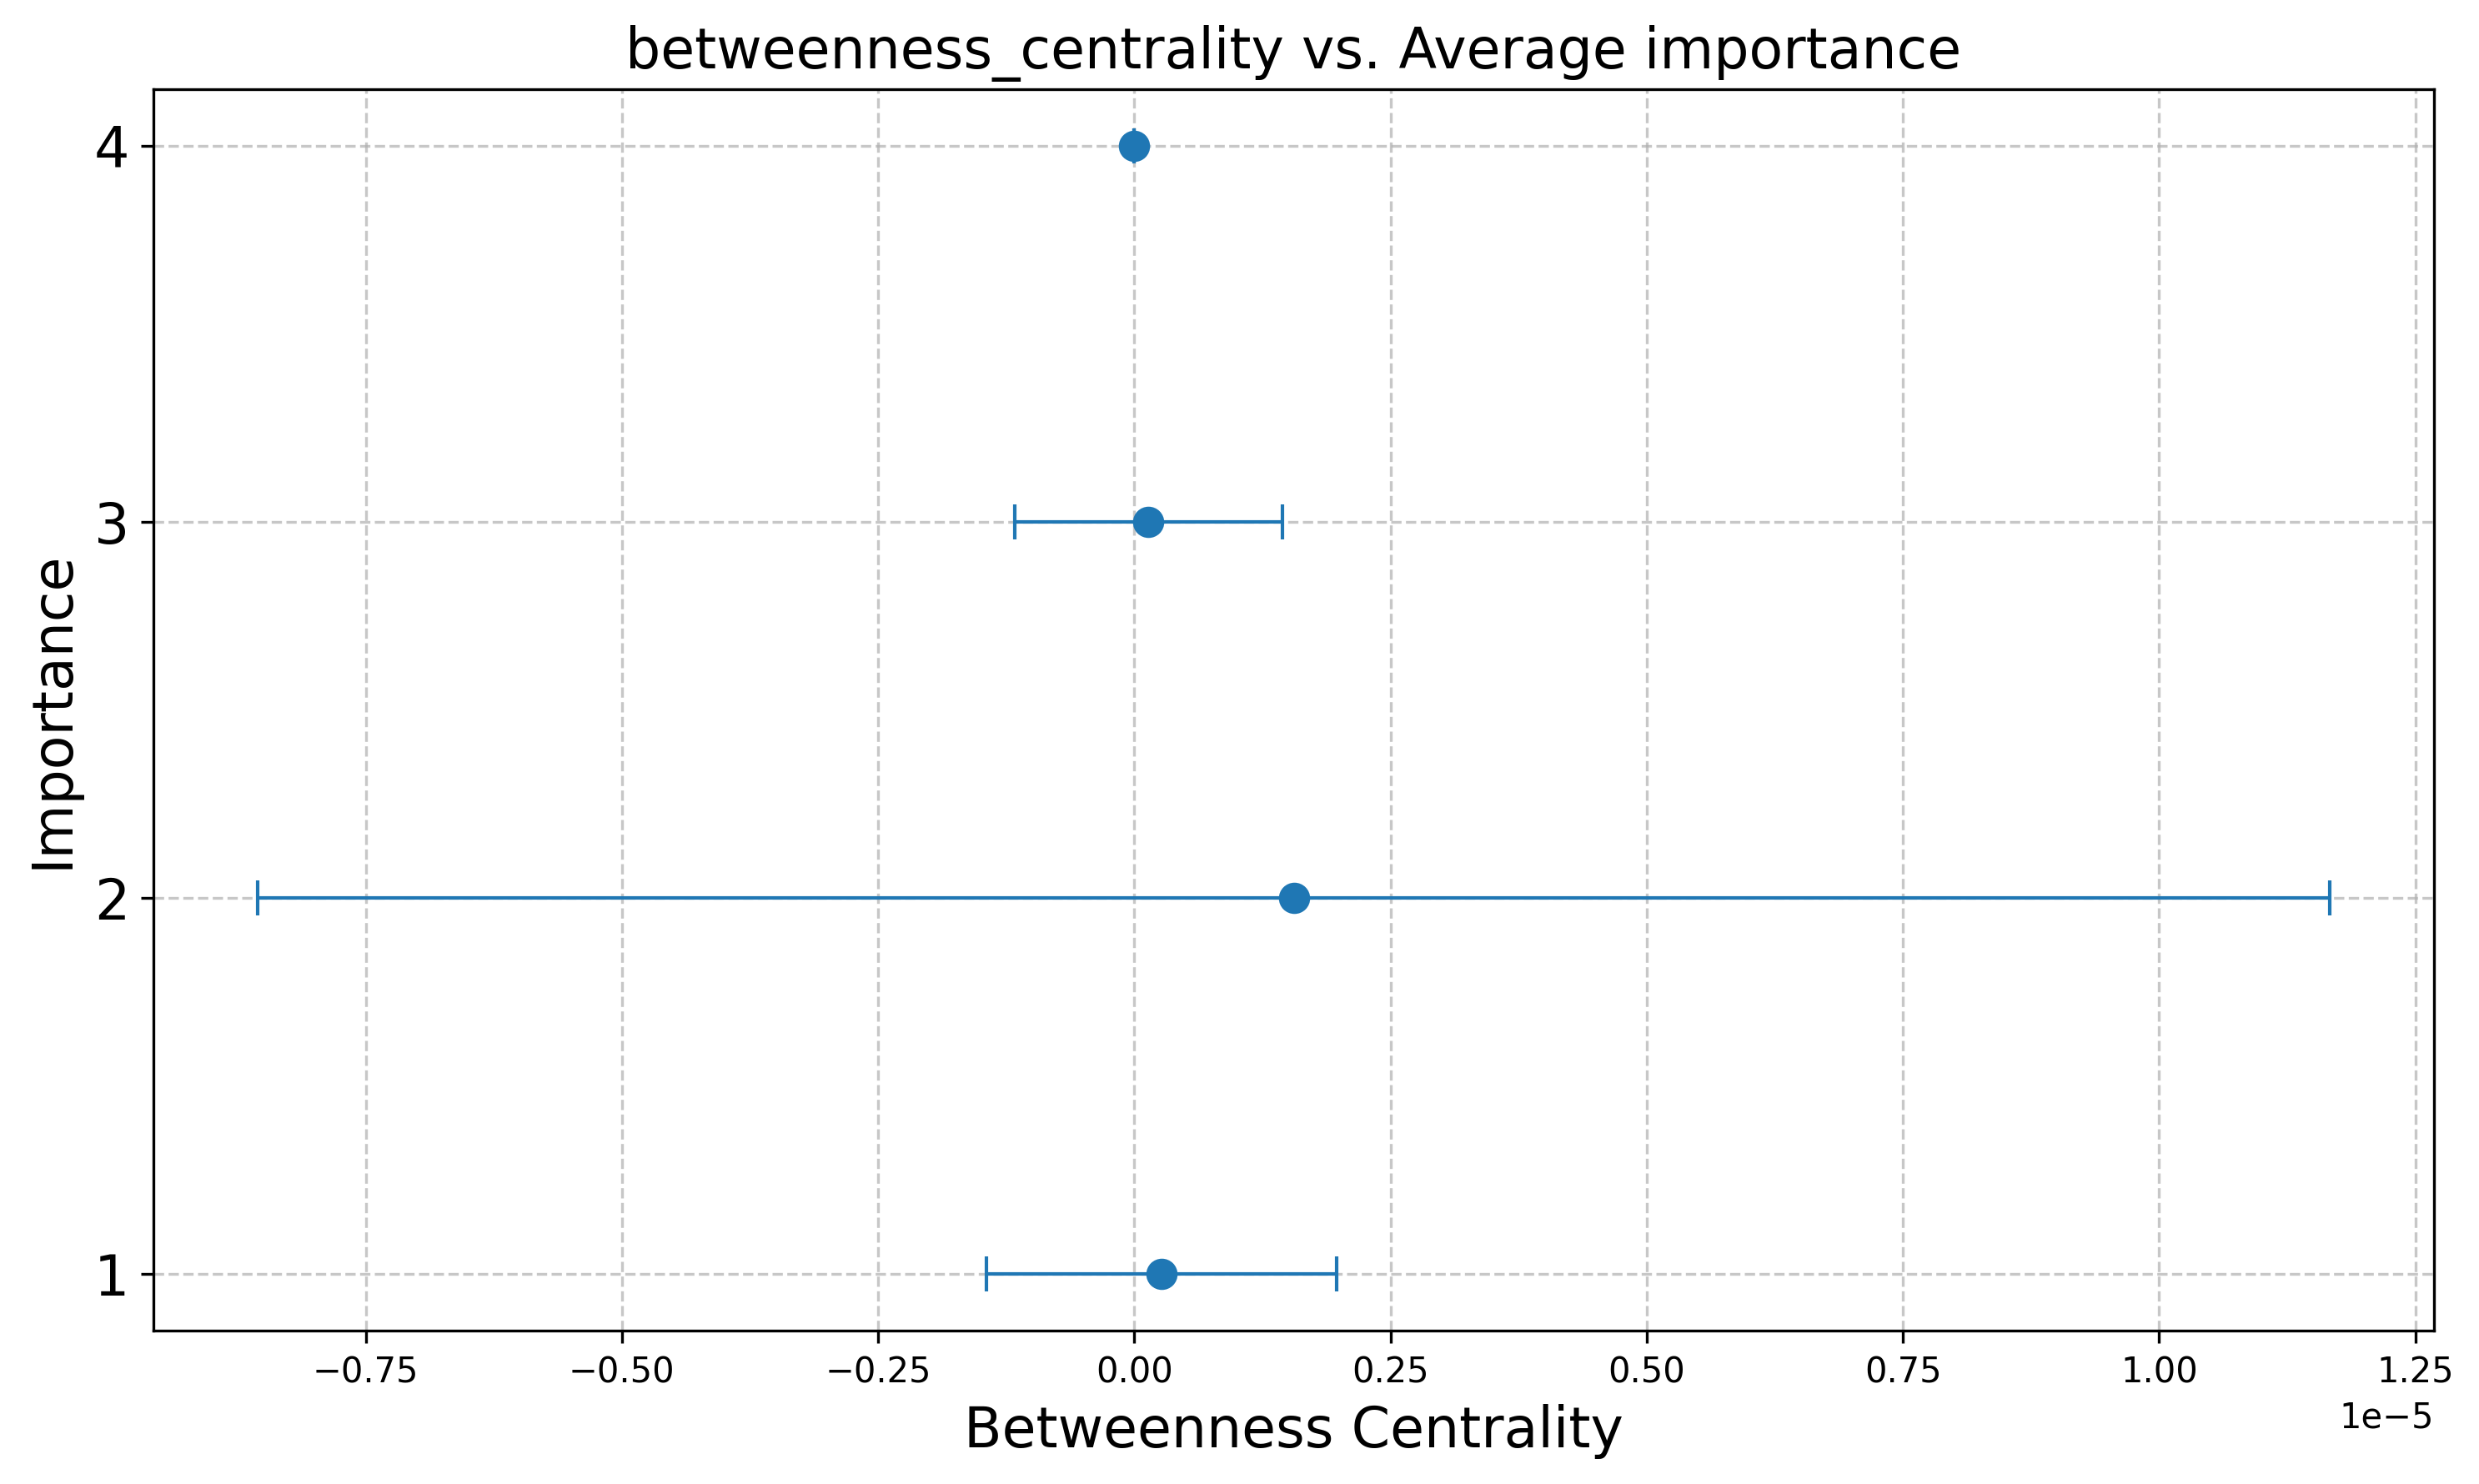 betweenness_centrality vs. Average importance
4
3
2
1
Importance
−0.75 −0.50 −0.25 0.00 0.25 0.50 0.75 1.00 1.25
1e−5
Betweenness Centrality